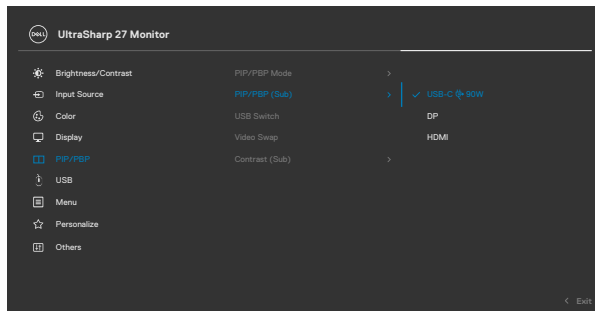 DELL UltraSharp 27 Monitor
Brightness/Contrast PIP/PBP Mode
Input Source PIP/PBP (Sub) USB-C 90W
Color USB Switch DP
Display Video Swap HDMI
PIP/PBP Contrast (Sub)
USB
Menu
Personalize
Others
Exit